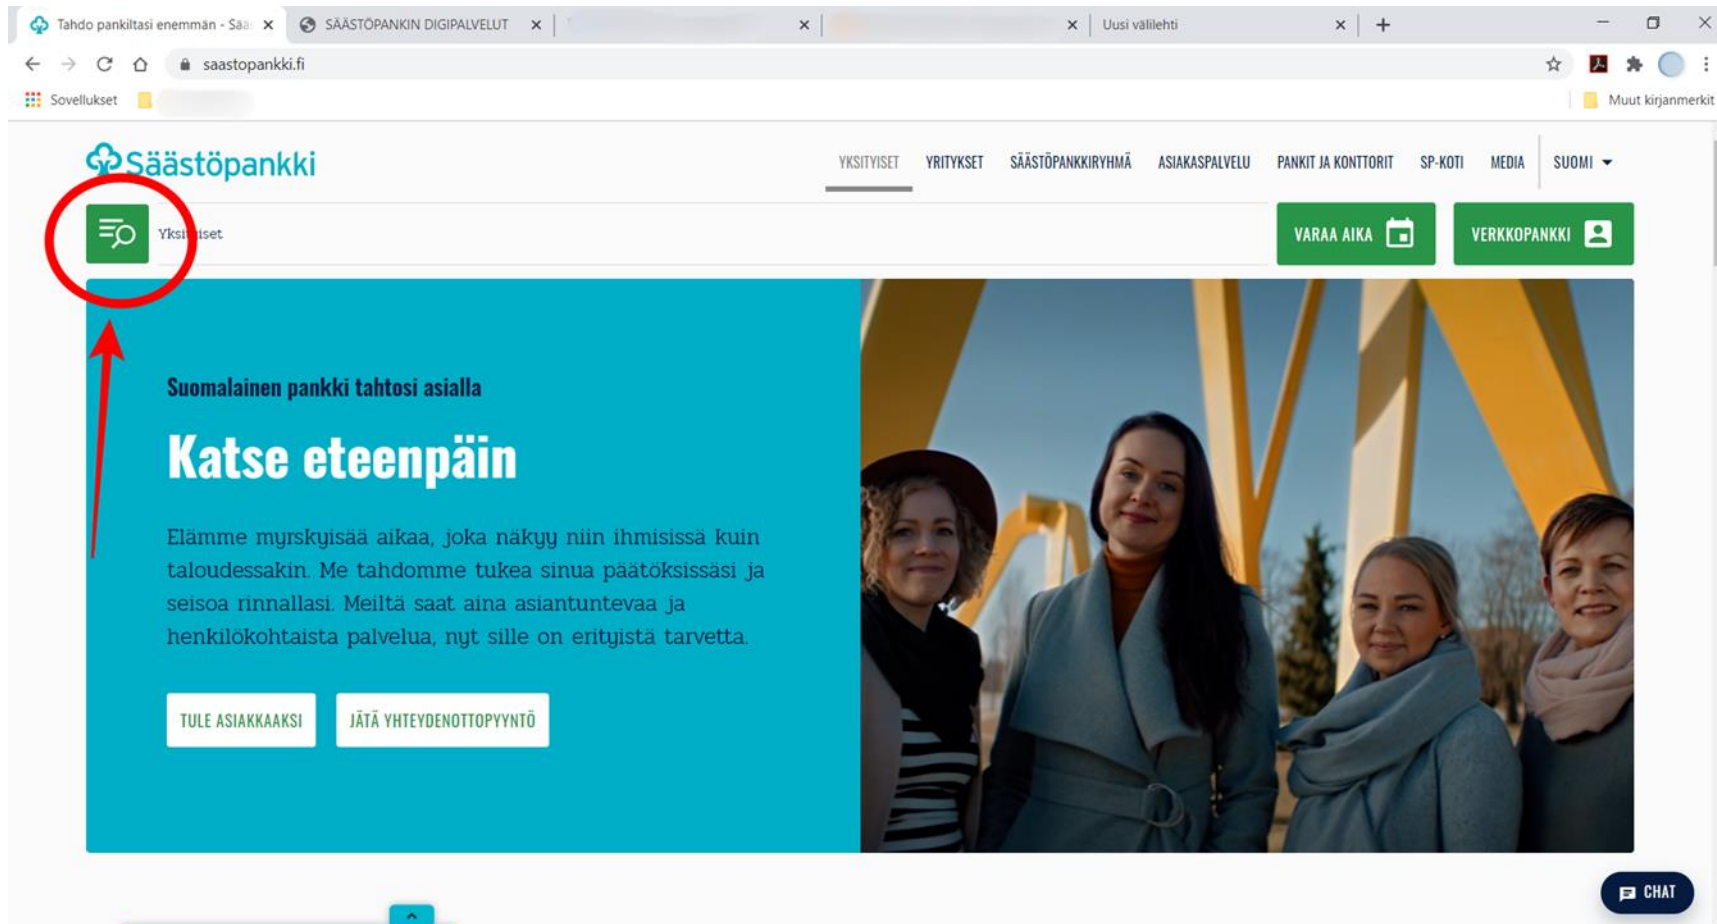 Tahdo pankiltasi enemmän - Sää
SÄÄSTÖPANKIN DIGIPALVELUT
Uusi välilehti
saastopankki.fi
Sovellukset
Muut kirjanmerkit
Säästöpankki
YKSITYISET
YRITYKSET
SÄÄSTÖPANKKIRYHMÄ
ASIAKASPALVELU
PANKIT JA KONTTORIT
SP-KOTI
MEDIA
SUOMI
Yksityiset
VARAA AIKA
VERKKOPANKKI
Suomalainen pankki tahtosi asialla
Katse eteenpäin
Elämme myrskyisää aikaa, joka näkyy niin ihmisissä kuin
taloudessakin. Me tahdomme tukea sinua päätöksissäsi ja
seisoa rinnallasi. Meiltä saat aina asiantuntevaa ja
henkilökohtaista palvelua, nyt sille on erityistä tarvetta.
TULE ASIAKKAAKSI
JÄTÄ YHTEYDENOTTOPYYNTÖ
CHAT